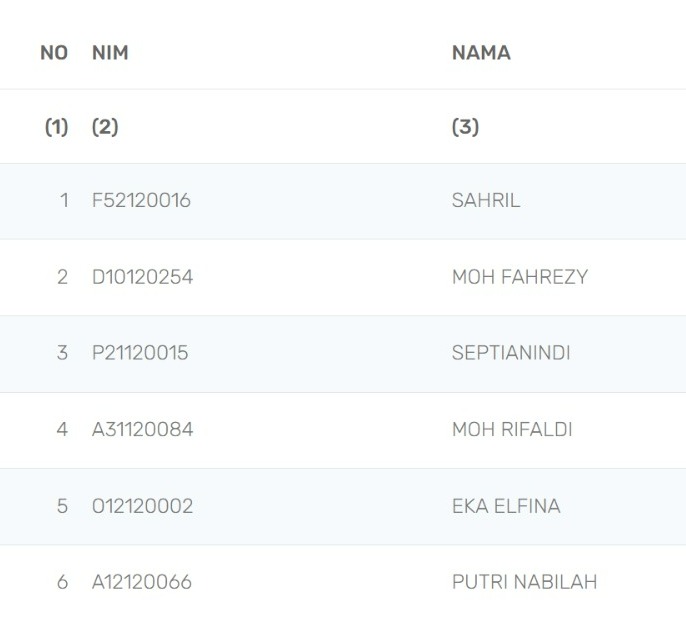 NO NIM NAMA
(1) (2) (3)
1 F52120016 SAHRIL
2 D10120254 MOH FAHREZY
3 P21120015 SEPTIANINDI
4 A31120084 MOH RIFALDI
5 O12120002 EKA ELFINA
6 A12120066 PUTRI NABILAH